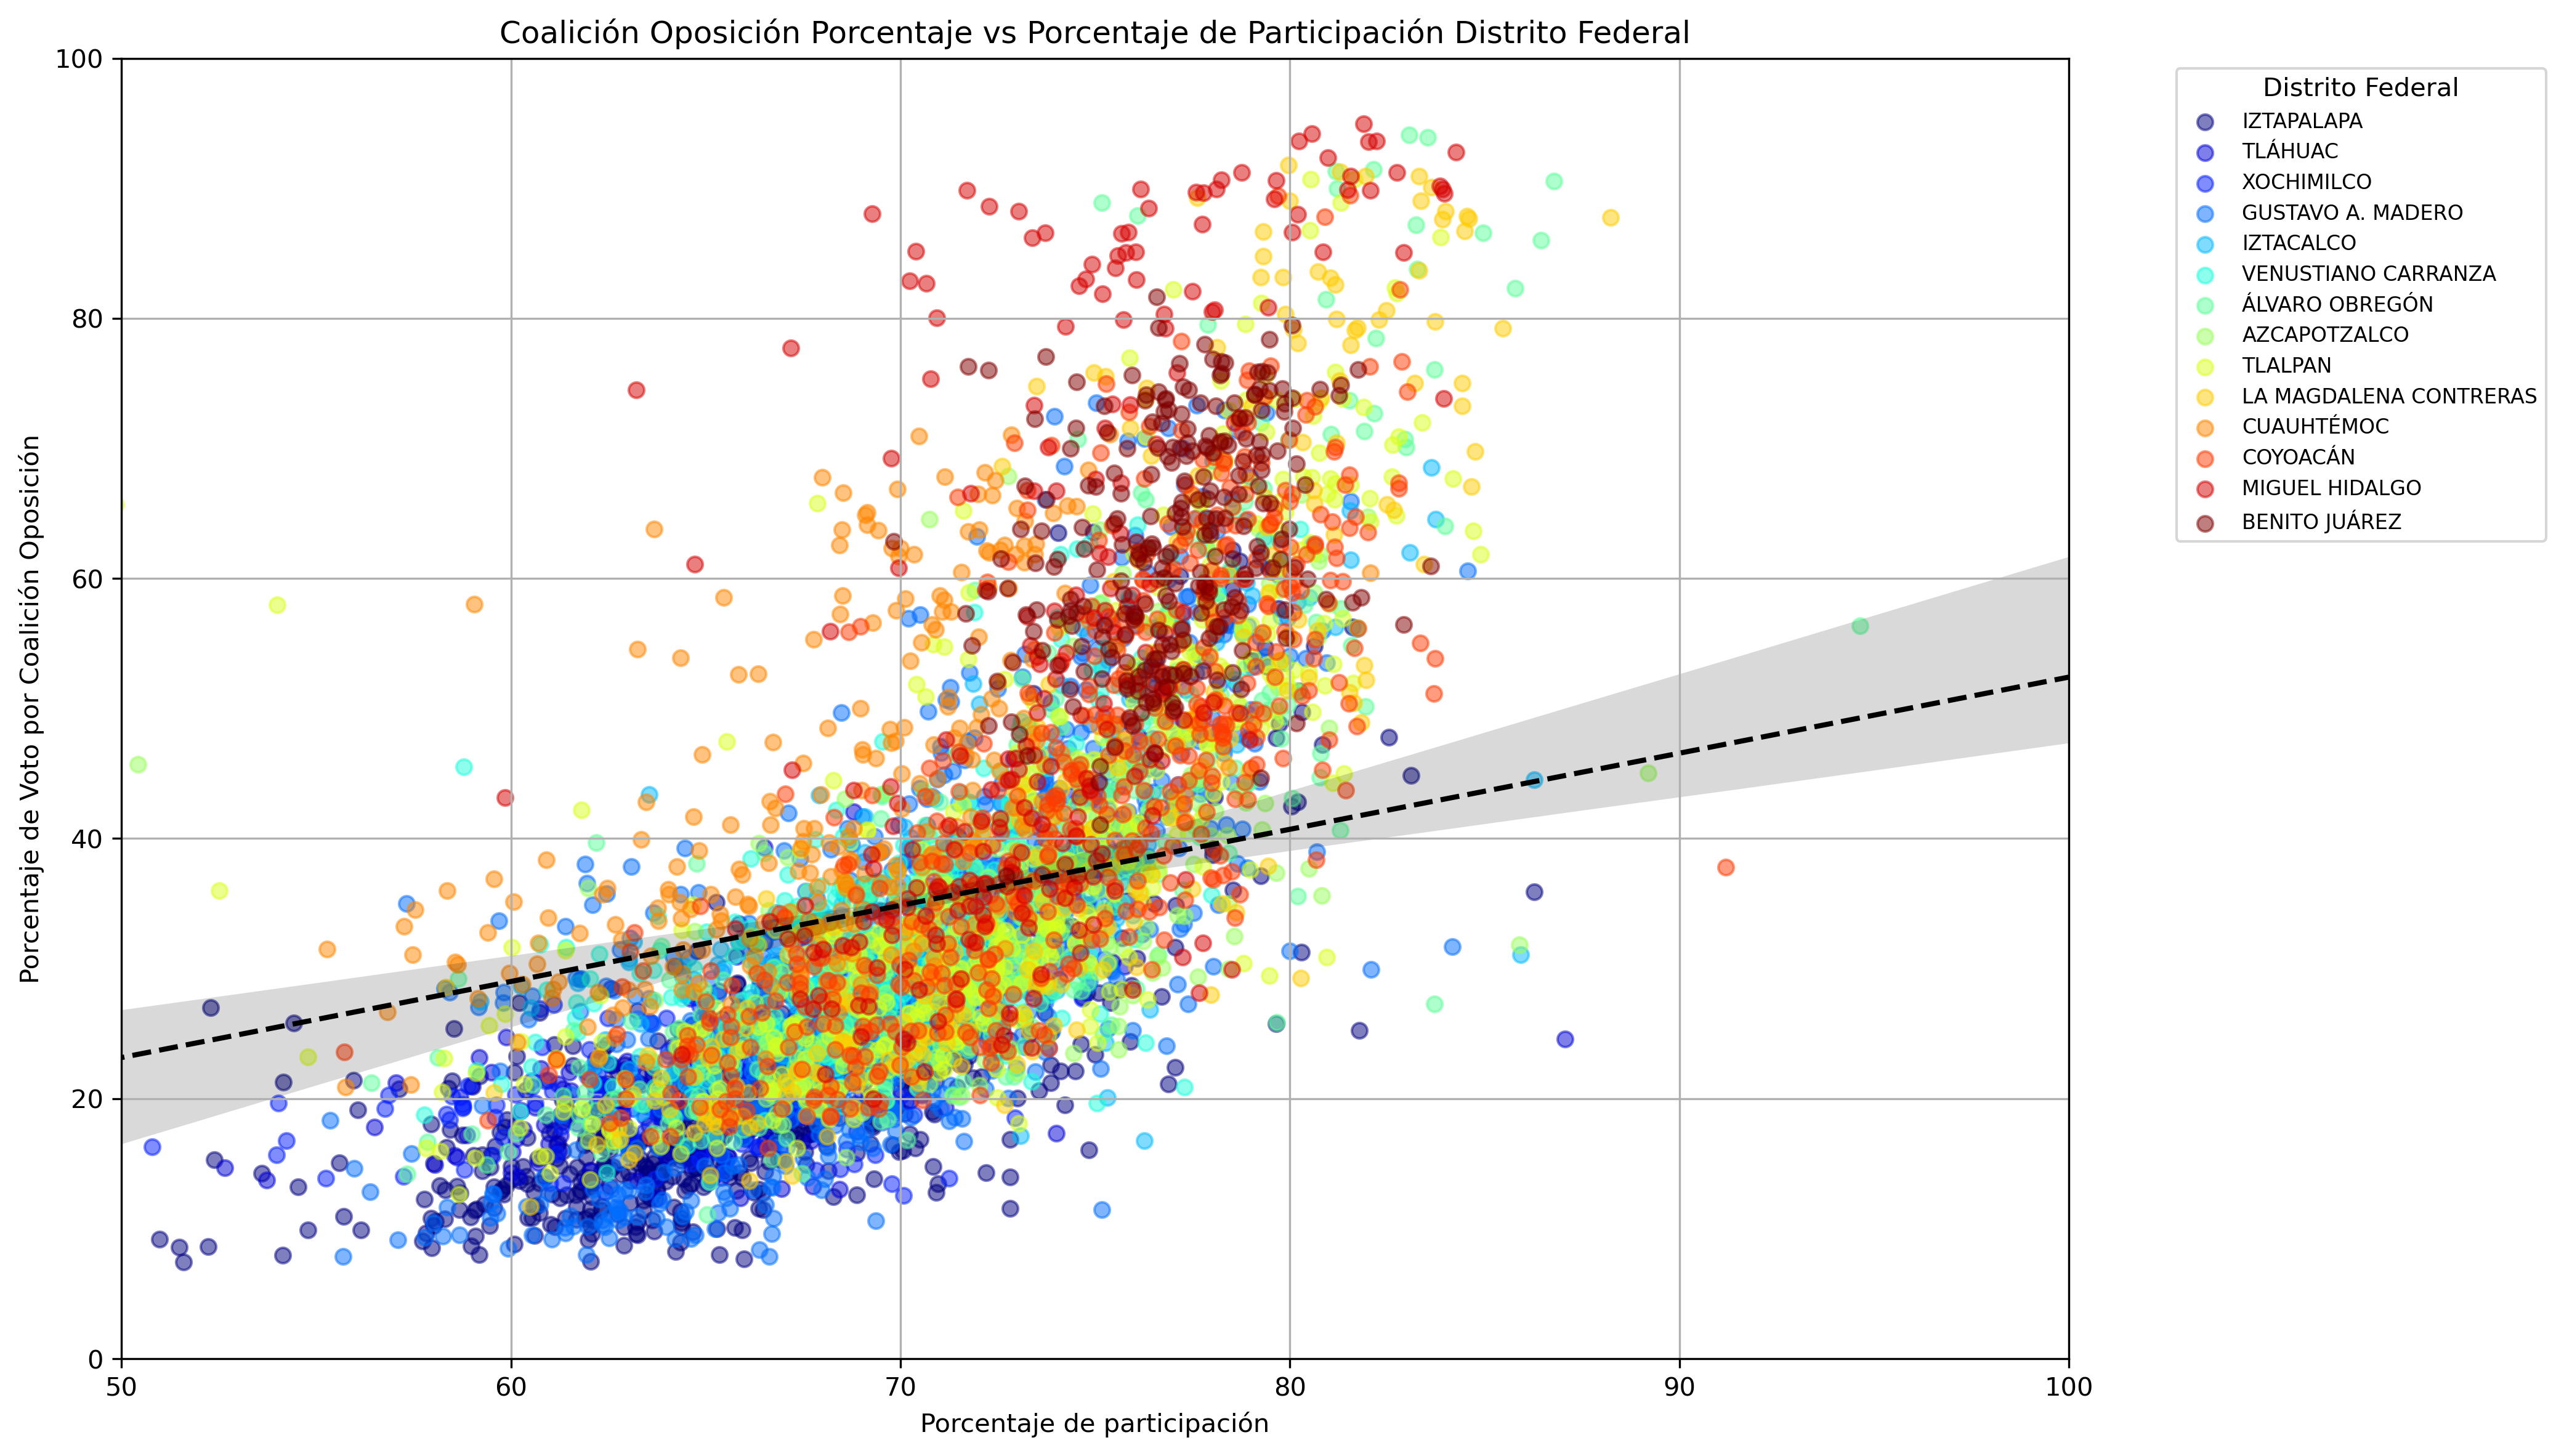 Coalición Oposición Porcentaje vs Porcentaje de Participación Distrito Federal
Porcentaje de Voto por Coalición Oposición
100
80
60
40
20
0
50
60
70
80
90
100
Porcentaje de participación
Distrito Federal
IZTAPALAPA
TLÁHUAC
XOCHIMILCO
GUSTAVO A. MADERO
IZTACALCO
VENUSTIANO CARRANZA
ÁLVARO OBREGÓN
AZCAPOTZALCO
TLALPAN
LA MAGDALENA CONTRERAS
CUAUHTÉMOC
COYOACÁN
MIGUEL HIDALGO
BENITO JUÁREZ